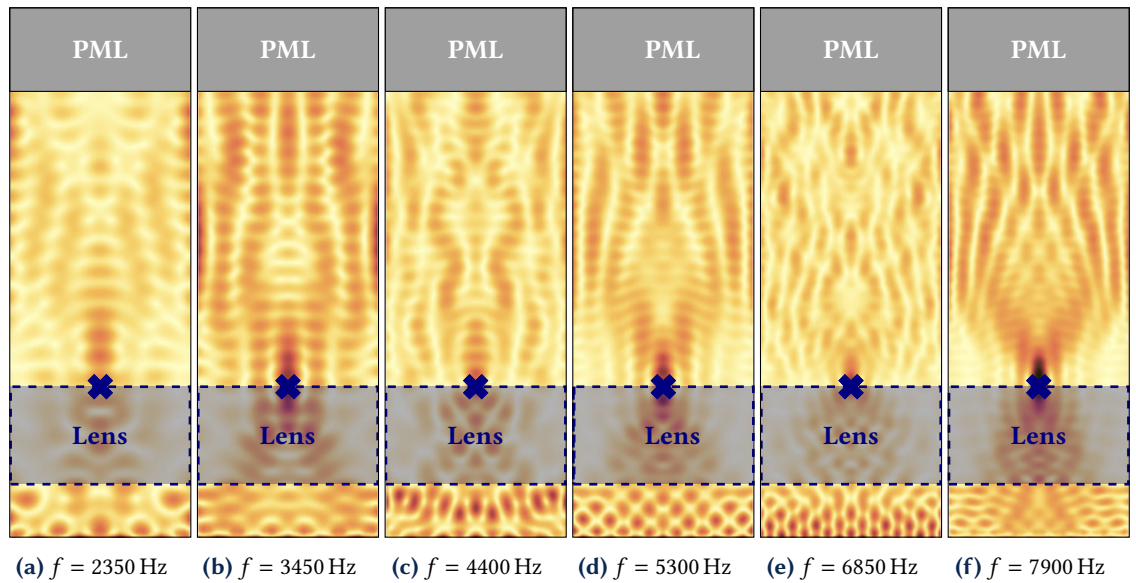 PML PML PML PML PML PML
Lens Lens Lens Lens Lens Lens
(a) f = 2350 Hz (b) f = 3450 Hz (c) f = 4400 Hz (d) f = 5300 Hz (e) f = 6850 Hz (f) f = 7900 Hz